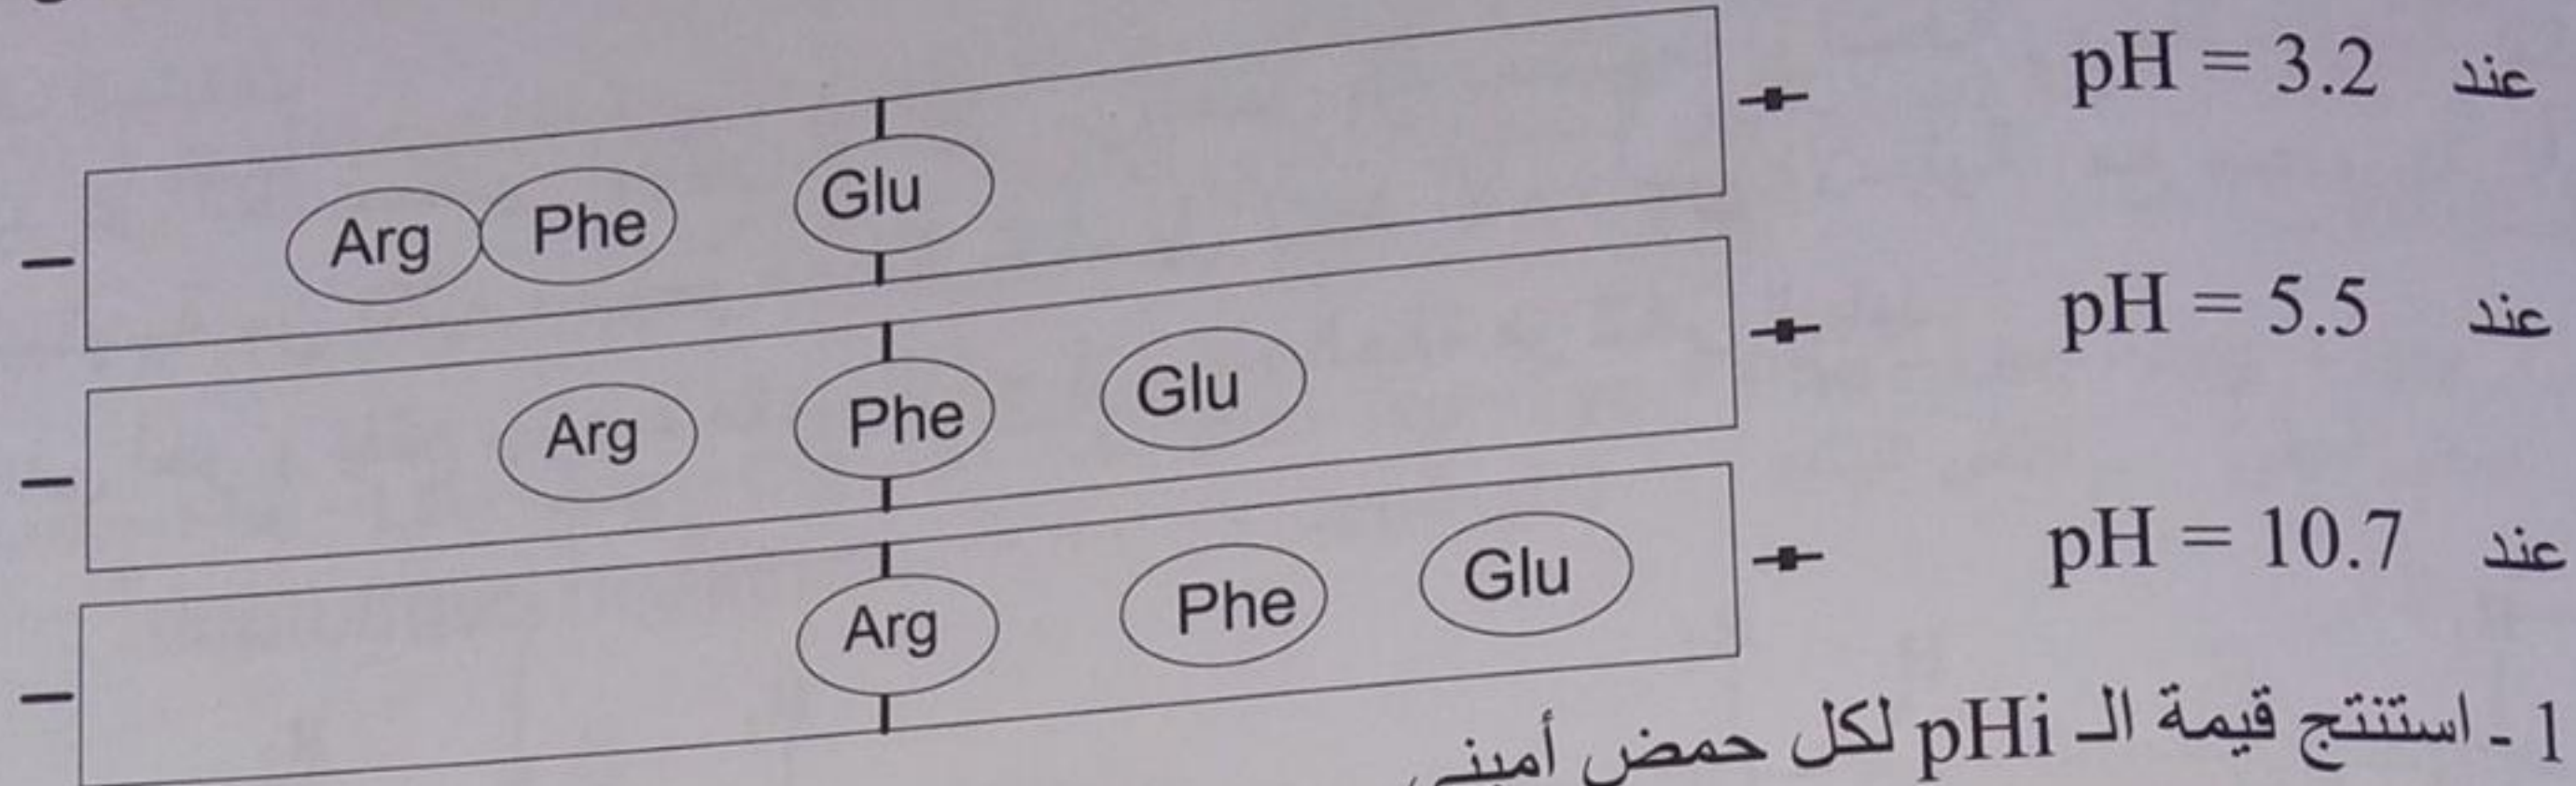 عند pH = 3.2
Arg Phe Glu
عند pH = 5.5
Arg Phe Glu
عند pH = 10.7
Arg Phe Glu
1 - استنتج قيمة الـ pHi لكل حمض أميني